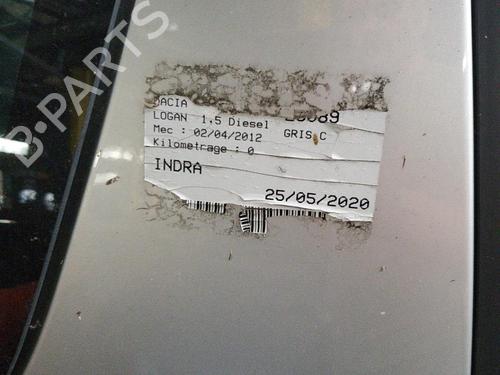 B-PARTS
DACIA
LOGAN 1,5 Diesel
Mec : 02/04/2012 GRIS C
Kilometrage : 0
INDRA
25/05/2020